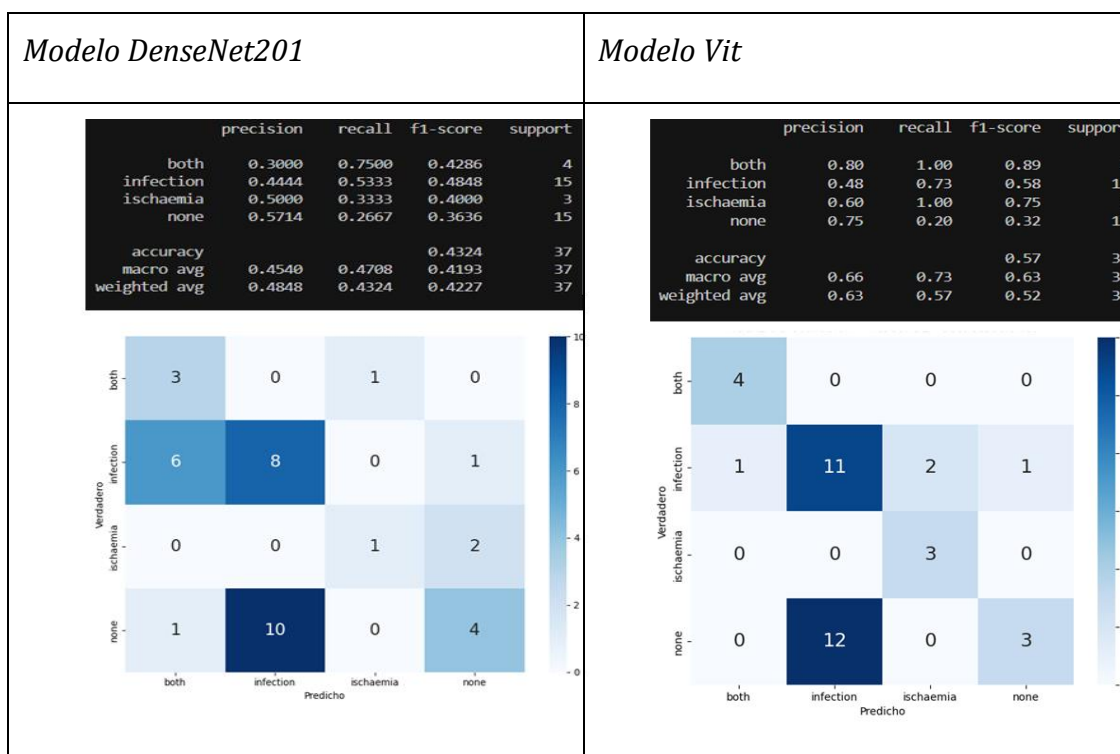 Modelo DenseNet201
precision recall f1-score support
both 0.3000 0.7500 0.4286 4
infection 0.4444 0.5333 0.4848 15
ischaemia 0.5000 0.3333 0.4000 3
none 0.5714 0.2667 0.3636 15
accuracy 0.4324 37
macro avg 0.4540 0.4708 0.4193 37
weighted avg 0.4848 0.4324 0.4227 37
10
both 3 0 1 0
8
infection 6 8 0 1
6
Verdadero
4
ischaemia 0 0 1 2
2
none 1 10 0 4
0
both infection ischaemia none
Predicho
Modelo Vit
precision recall f1-score suppor
both 0.80 1.00 0.89
infection 0.48 0.73 0.58 1
ischaemia 0.60 1.00 0.75
none 0.75 0.20 0.32 1
accuracy 0.57 3
macro avg 0.66 0.73 0.63 3
weighted avg 0.63 0.57 0.52 3
both 4 0 0 0
infection 1 11 2 1
Verdadero
ischaemia 0 0 3 0
none 0 12 0 3
both infection ischaemia none
Predicho